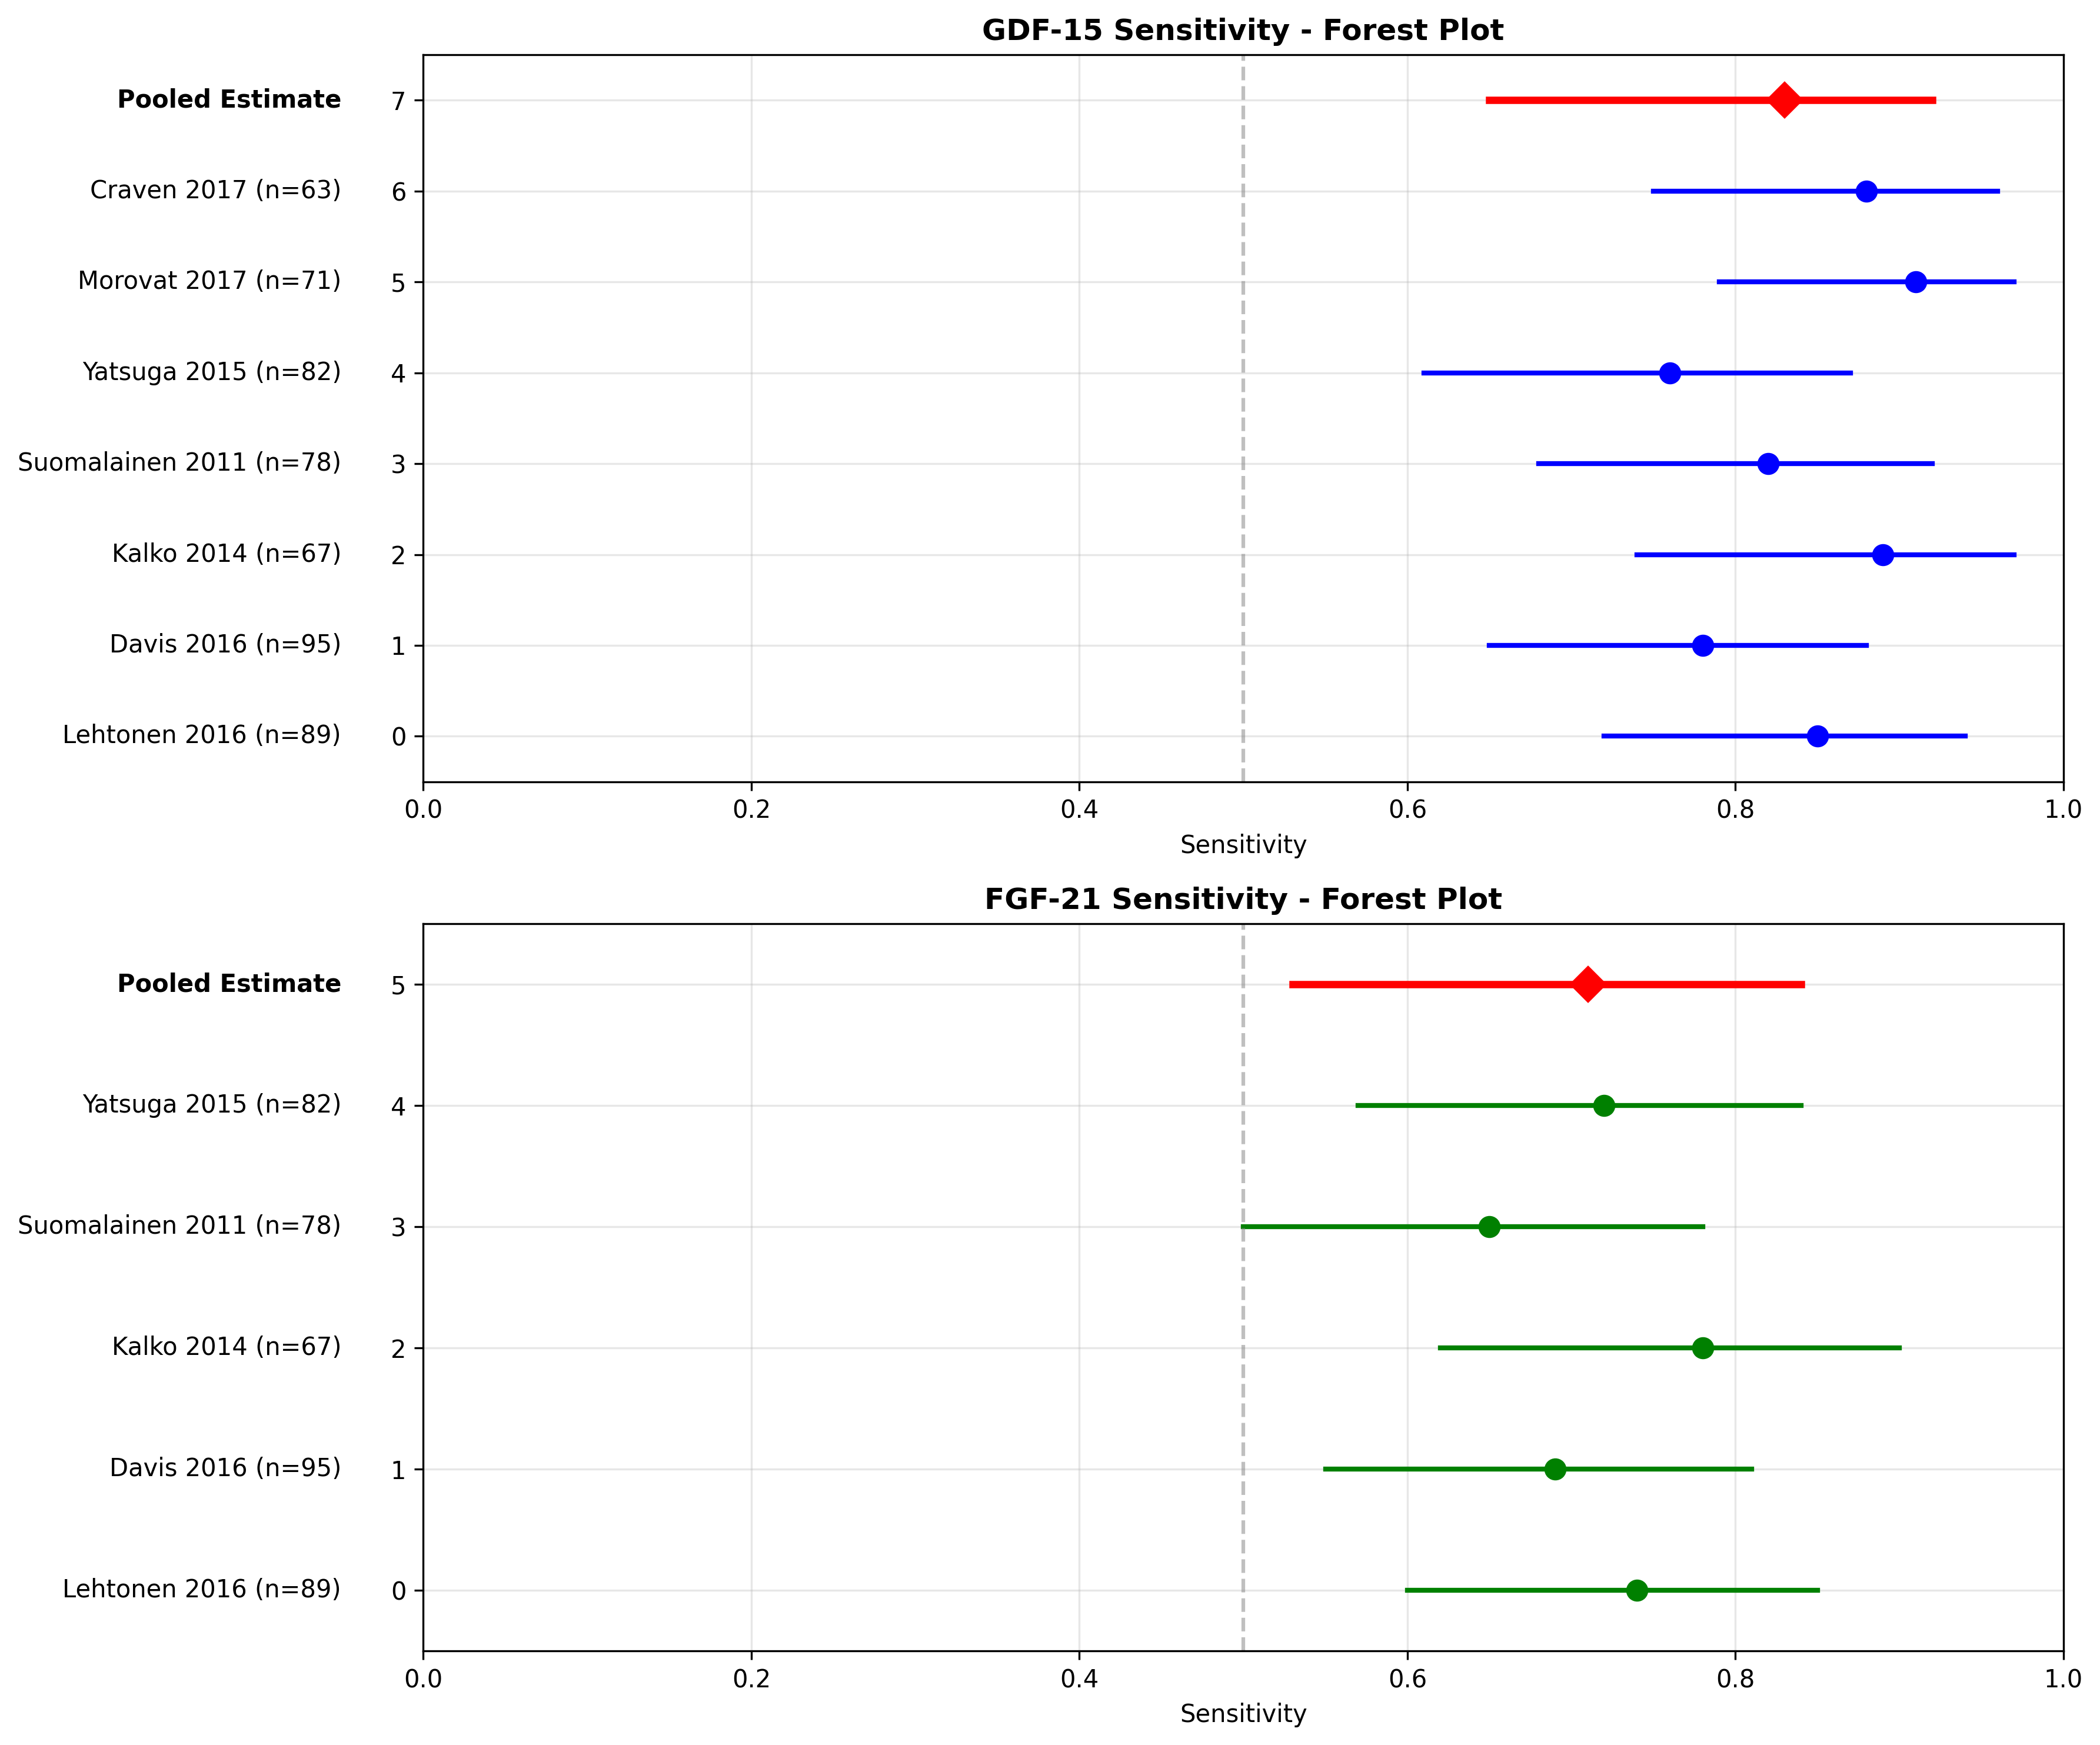 GDF-15 Sensitivity - Forest Plot
Pooled Estimate 7
Craven 2017 (n=63) 6
Morovat 2017 (n=71) 5
Yatsuga 2015 (n=82) 4
Suomalainen 2011 (n=78) 3
Kalko 2014 (n=67) 2
Davis 2016 (n=95) 1
Lehtonen 2016 (n=89) 0
0.0 0.2 0.4 0.6 0.8 1.0
Sensitivity
FGF-21 Sensitivity - Forest Plot
Pooled Estimate 5
Yatsuga 2015 (n=82) 4
Suomalainen 2011 (n=78) 3
Kalko 2014 (n=67) 2
Davis 2016 (n=95) 1
Lehtonen 2016 (n=89) 0
0.0 0.2 0.4 0.6 0.8 1.0
Sensitivity